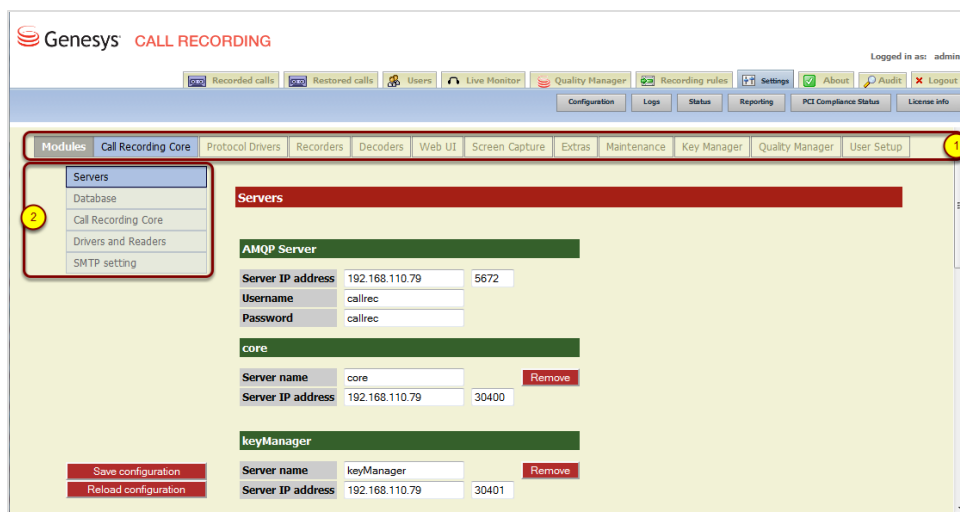 Genesys CALL RECORDING
Logged in as: admin
Recorded calls Restored calls Users Live Monitor Quality Manager Recording rules Settings About Audit Logout
Configuration Logs Status Reporting PCI Compliance Status License info
Modules Call Recording Core Protocol Drivers Recorders Decoders Web UI Screen Capture Extras Maintenance Key Manager Quality Manager User Setup 1
2
Servers
Database
Call Recording Core
Drivers and Readers
SMTP setting
Servers
AMQP Server
Server IP address 192.168.110.79 5672
Username callrec
Password callrec
core
Server name core Remove
Server IP address 192.168.110.79 30400
keyManager
Server name keyManager Remove
Server IP address 192.168.110.79 30401
Save configuration
Reload configuration